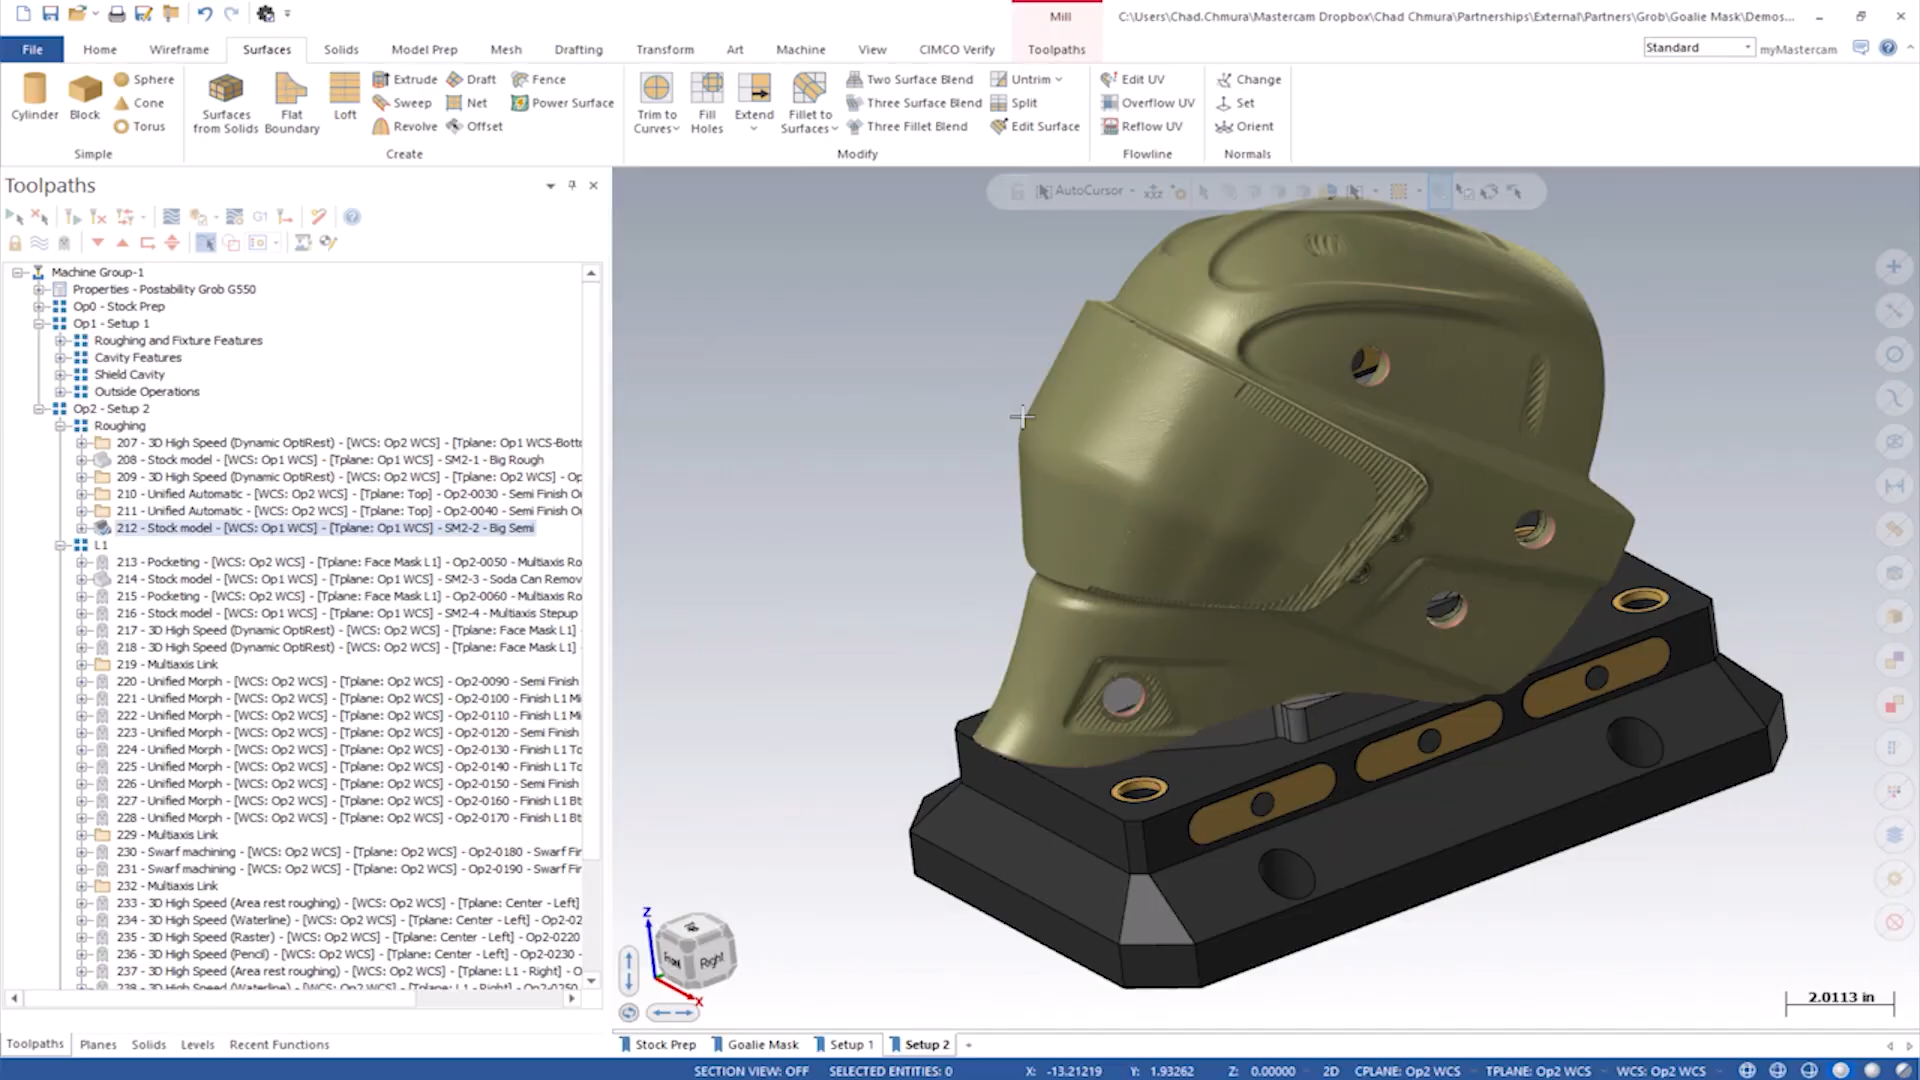 Mill
C:\Users\Chad.Chmura\Mastercam Dropbox\Chad Chmura\Partnerships\External\Partners\Grob\Goalie Mask\Demos...
File Home Wireframe Surfaces Solids Model Prep Mesh Drafting Transform Art Machine View CIMCO Verify Toolpaths
Standard myMastercam
Cylinder Block Sphere Cone Torus
Simple
Surfaces from Solids Flat Boundary Loft Extrude Sweep Revolve Draft Net Offset Fence Power Surface
Create
Trim to Curves Fill Holes Extend Fillet to Surfaces Two Surface Blend Three Surface Blend Three Fillet Blend Untrim Split Edit Surface
Modify
Edit UV Overflow UV Reflow UV
Flowline
Change Set Orient
Normals
Toolpaths
AutoCursor
G1
Machine Group-1
Properties - Postability Grob G550
Op0 - Stock Prep
Op1 - Setup 1
Roughing and Fixture Features
Cavity Features
Shield Cavity
Outside Operations
Op2 - Setup 2
Roughing
207 - 3D High Speed (Dynamic OptiRest) - [WCS: Op2 WCS] - [Tplane: Op1 WCS-Botto
208 - Stock model - [WCS: Op1 WCS] - [Tplane: Op1 WCS] - SM2-1 - Big Rough
209 - 3D High Speed (Dynamic OptiRest) - [WCS: Op2 WCS] - [Tplane: Op2 WCS] - Op
210 - Unified Automatic - [WCS: Op2 WCS] - [Tplane: Top] - Op2-0030 - Semi Finish Ou
211 - Unified Automatic - [WCS: Op2 WCS] - [Tplane: Top] - Op2-0040 - Semi Finish Ou
212 - Stock model - [WCS: Op1 WCS] - [Tplane: Op1 WCS] - SM2-2 - Big Semi
L1
213 - Pocketing - [WCS: Op2 WCS] - [Tplane: Face Mask L1] - Op2-0050 - Multiaxis Ro
214 - Stock model - [WCS: Op1 WCS] - [Tplane: Op1 WCS] - SM2-3 - Soda Can Remov
215 - Pocketing - [WCS: Op2 WCS] - [Tplane: Face Mask L1] - Op2-0060 - Multiaxis Ro
216 - Stock model - [WCS: Op1 WCS] - [Tplane: Op1 WCS] - SM2-4 - Multiaxis Stepup
217 - 3D High Speed (Dynamic OptiRest) - [WCS: Op2 WCS] - [Tplane: Face Mask L1]
218 - 3D High Speed (Dynamic OptiRest) - [WCS: Op2 WCS] - [Tplane: Face Mask L1] -
219 - Multiaxis Link
220 - Unified Morph - [WCS: Op2 WCS] - [Tplane: Op2 WCS] - Op2-0090 - Semi Finish
221 - Unified Morph - [WCS: Op2 WCS] - [Tplane: Op2 WCS] - Op2-0100 - Finish L1 Mi
222 - Unified Morph - [WCS: Op2 WCS] - [Tplane: Op2 WCS] - Op2-0110 - Finish L1 Mi
223 - Unified Morph - [WCS: Op2 WCS] - [Tplane: Op2 WCS] - Op2-0120 - Semi Finish
224 - Unified Morph - [WCS: Op2 WCS] - [Tplane: Op2 WCS] - Op2-0130 - Finish L1 To
225 - Unified Morph - [WCS: Op2 WCS] - [Tplane: Op2 WCS] - Op2-0140 - Finish L1 To
226 - Unified Morph - [WCS: Op2 WCS] - [Tplane: Op2 WCS] - Op2-0150 - Semi Finish
227 - Unified Morph - [WCS: Op2 WCS] - [Tplane: Op2 WCS] - Op2-0160 - Finish L1 Bt
228 - Unified Morph - [WCS: Op2 WCS] - [Tplane: Op2 WCS] - Op2-0170 - Finish L1 Bt
229 - Multiaxis Link
230 - Swarf machining - [WCS: Op2 WCS] - [Tplane: Op2 WCS] - Op2-0180 - Swarf Fir
231 - Swarf machining - [WCS: Op2 WCS] - [Tplane: Op2 WCS] - Op2-0190 - Swarf Fir
232 - Multiaxis Link
233 - 3D High Speed (Area rest roughing) - [WCS: Op2 WCS] - [Tplane: Center - Left]
234 - 3D High Speed (Waterline) - [WCS: Op2 WCS] - [Tplane: Center - Left] - Op2-02
235 - 3D High Speed (Raster) - [WCS: Op2 WCS] - [Tplane: Center - Left] - Op2-0220
236 - 3D High Speed (Pencil) - [WCS: Op2 WCS] - [Tplane: Center - Left] - Op2-0230 -
237 - 3D High Speed (Area rest roughing) - [WCS: Op2 WCS] - [Tplane: L1 - Right] - O
238 - 3D High Speed (Waterline) - [WCS: Op2 WCS] - [Tplane: L1 - Right] - Op2-0250
Z
Front Right
X
2.0113 in
Toolpaths Planes Solids Levels Recent Functions
Stock Prep Goalie Mask Setup 1 Setup 2 +
SECTION VIEW: OFF SELECTED ENTITIES: 0 X: -13.21219 Y: 1.93262 Z: 0.00000 2D CPLANE: Op2 WCS TPLANE: Op2 WCS WCS: Op2 WCS